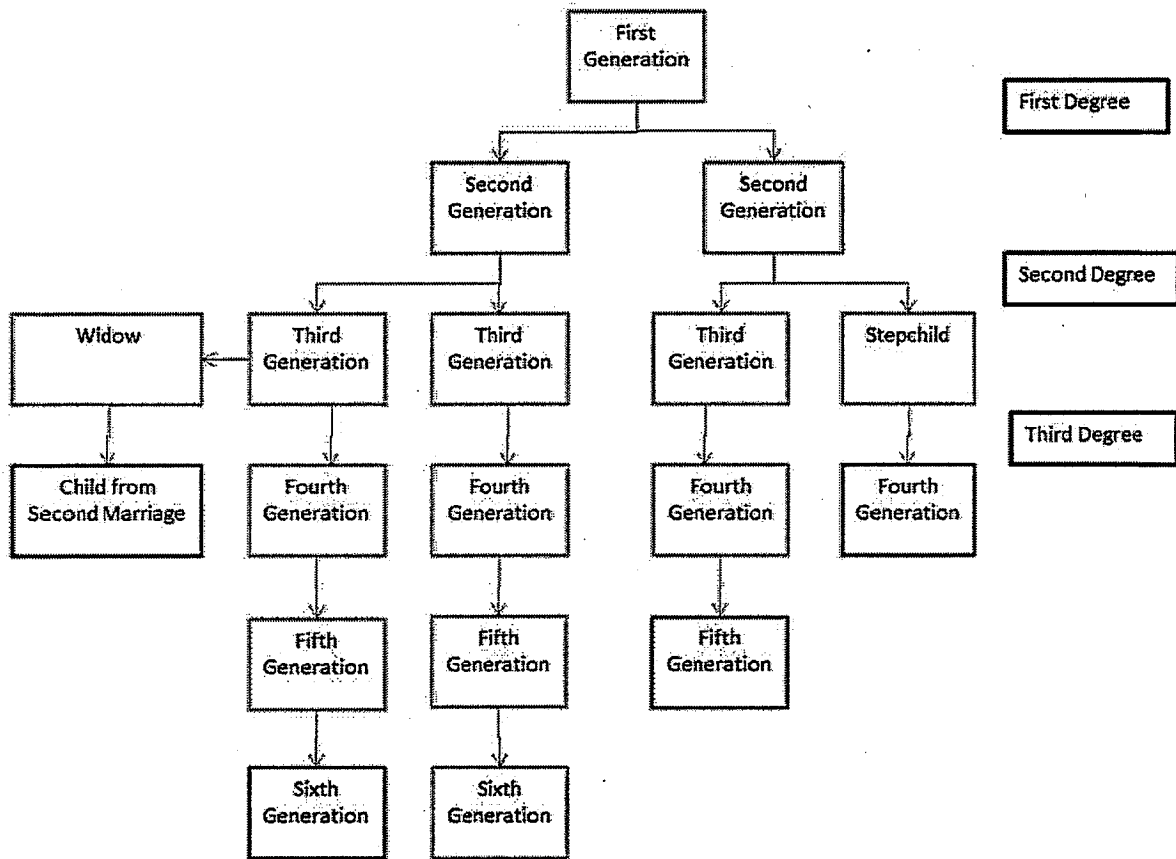 First
Generation
First Degree
Second
Generation
Second
Generation
Second Degree
Widow
Third
Generation
Third
Generation
Third
Generation
Stepchild
Third Degree
Child from
Second Marriage
Fourth
Generation
Fourth
Generation
Fourth
Generation
Fourth
Generation
Fifth
Generation
Fifth
Generation
Fifth
Generation
Sixth
Generation
Sixth
Generation